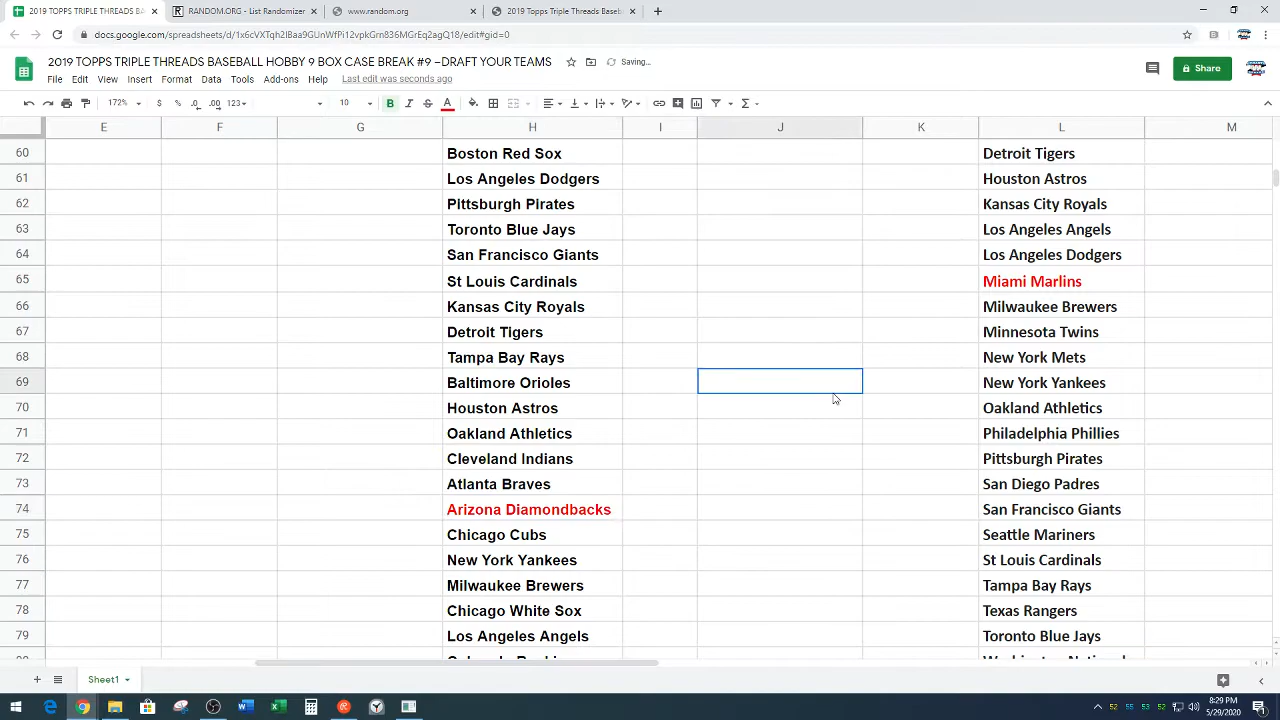 2019 TOPPS TRIPLE THREADS BA
RANDOM.ORG - List Randomizer
www.random.org
2019 Topps Triple Threads Baseb
docs.google.com/spreadsheets/d/1x6cVXTqh2IBaa9GUnWfPi12vpkGrn836MGrEq2agQ18/edit#gid=0
2019 TOPPS TRIPLE THREADS BASEBALL HOBBY 9 BOX CASE BREAK #9 ~DRAFT YOUR TEAMS
Saving...
Share
File Edit View Insert Format Data Tools Add-ons Help Last edit was seconds ago
172% $ % .0 .00 123 10 B I S A
E F G H I J K L M
60 Boston Red Sox Detroit Tigers
61 Los Angeles Dodgers Houston Astros
62 Pittsburgh Pirates Kansas City Royals
63 Toronto Blue Jays Los Angeles Angels
64 San Francisco Giants Los Angeles Dodgers
65 St Louis Cardinals Miami Marlins
66 Kansas City Royals Milwaukee Brewers
67 Detroit Tigers Minnesota Twins
68 Tampa Bay Rays New York Mets
69 Baltimore Orioles New York Yankees
70 Houston Astros Oakland Athletics
71 Oakland Athletics Philadelphia Phillies
72 Cleveland Indians Pittsburgh Pirates
73 Atlanta Braves San Diego Padres
74 Arizona Diamondbacks San Francisco Giants
75 Chicago Cubs Seattle Mariners
76 New York Yankees St Louis Cardinals
77 Milwaukee Brewers Tampa Bay Rays
78 Chicago White Sox Texas Rangers
79 Los Angeles Angels Toronto Blue Jays
Sheet1
52 55 53 52
8:29 PM
5/29/2020